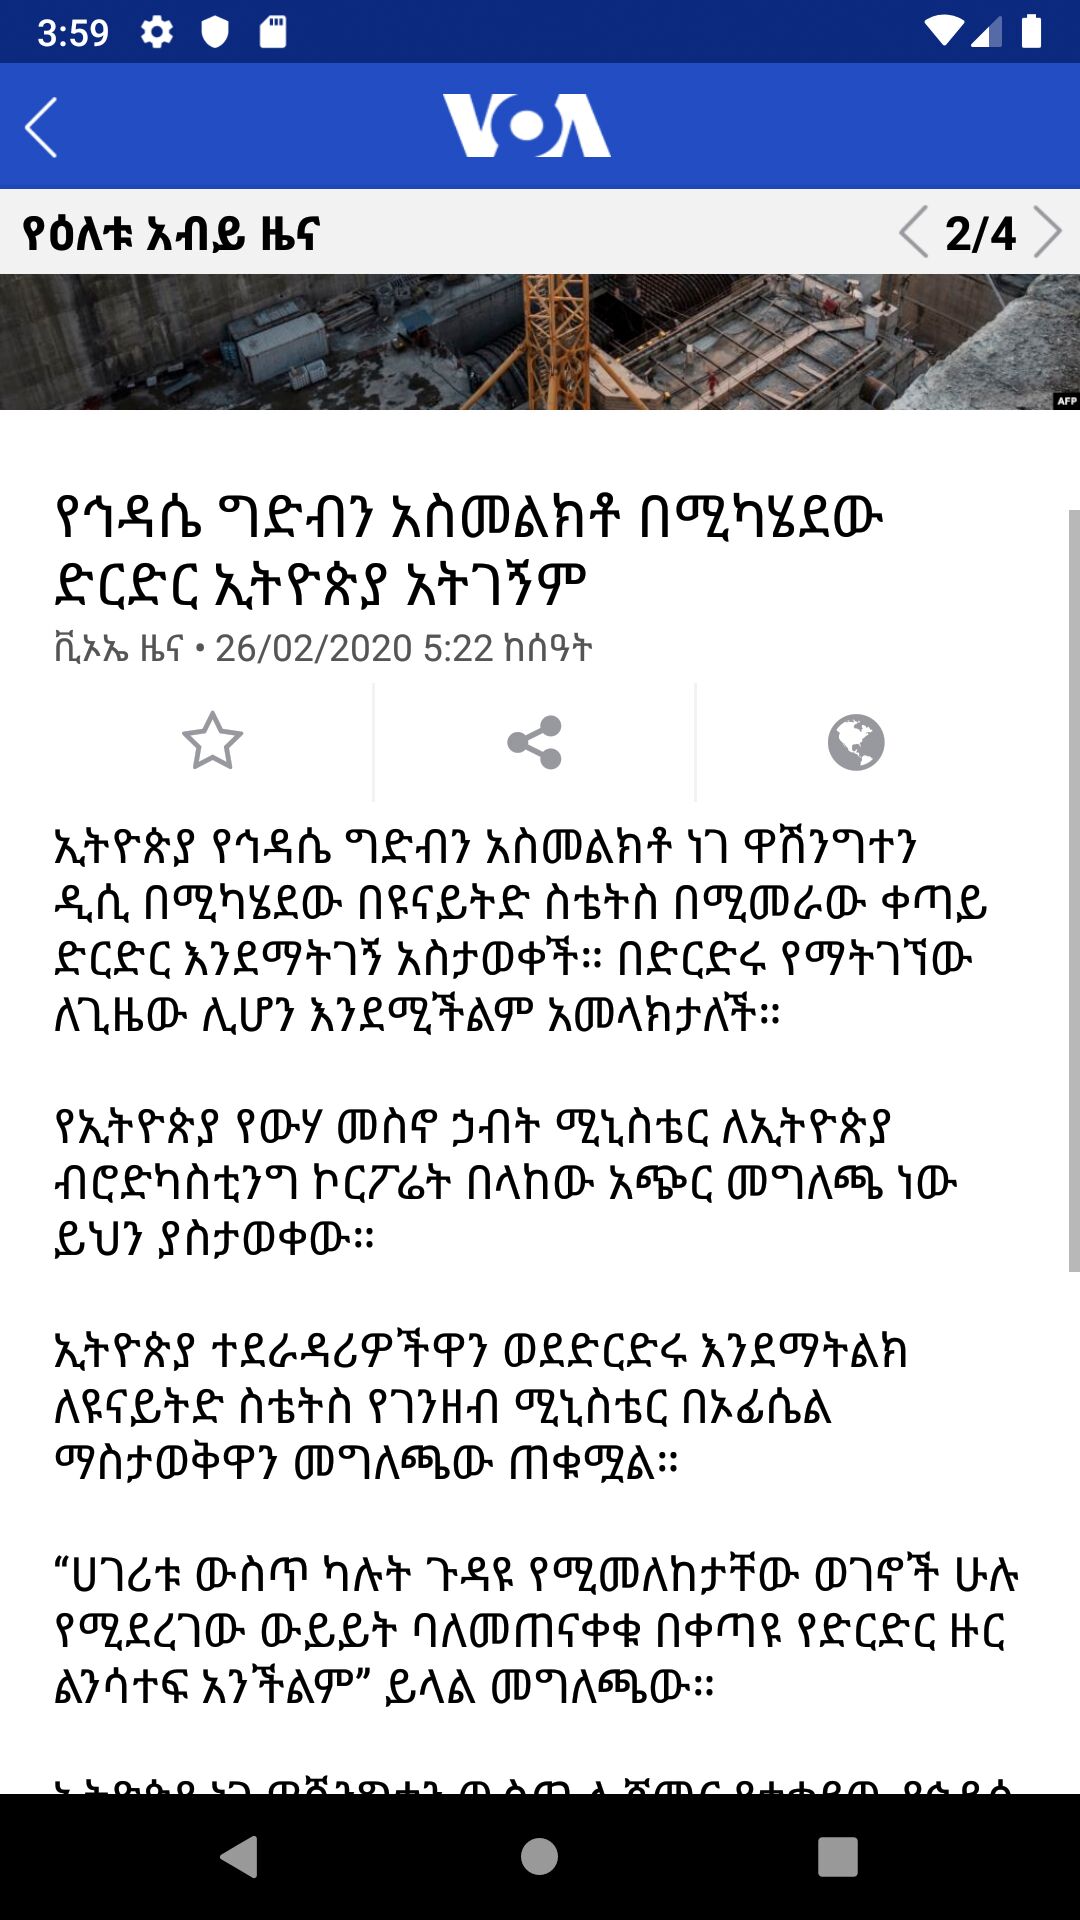 3:59
VOA
የዕለቱ አብይ ዜና
2/4
AFP
የኅዳሴ ግድብን አስመልክቶ በሚካሄደው
ድርድር ኢትዮጵያ አትገኝም
ቪኦኤ ዜና • 26/02/2020 5:22 ከሰዓት
ኢትዮጵያ የኅዳሴ ግድብን አስመልክቶ ነገ ዋሽንግተን
ዲሲ በሚካሄደው በዩናይትድ ስቴትስ በሚመራው ቀጣይ
ድርድር እንደማትገኝ አስታወቀች። በድርድሩ የማትገኘው
ለጊዜው ሊሆን እንደሚችልም አመላክታለች።
የኢትዮጵያ የውሃ መስኖ ኃብት ሚኒስቴር ለኢትዮጵያ
ብሮድካስቲንግ ኮርፖሬት በላከው አጭር መግለጫ ነው
ይህን ያስታወቀው።
ኢትዮጵያ ተደራዳሪዎችዋን ወደድርድሩ እንደማትልክ
ለዩናይትድ ስቴትስ የገንዘብ ሚኒስቴር በኦፊሴል
ማስታወቅዋን መግለጫው ጠቁሟል።
“ሀገሪቱ ውስጥ ካሉት ጉዳዩ የሚመለከታቸው ወገኖች ሁሉ
የሚደረገው ውይይት ባለመጠናቀቁ በቀጣዩ የድርድር ዙር
ልንሳተፍ አንችልም” ይላል መግለጫው።